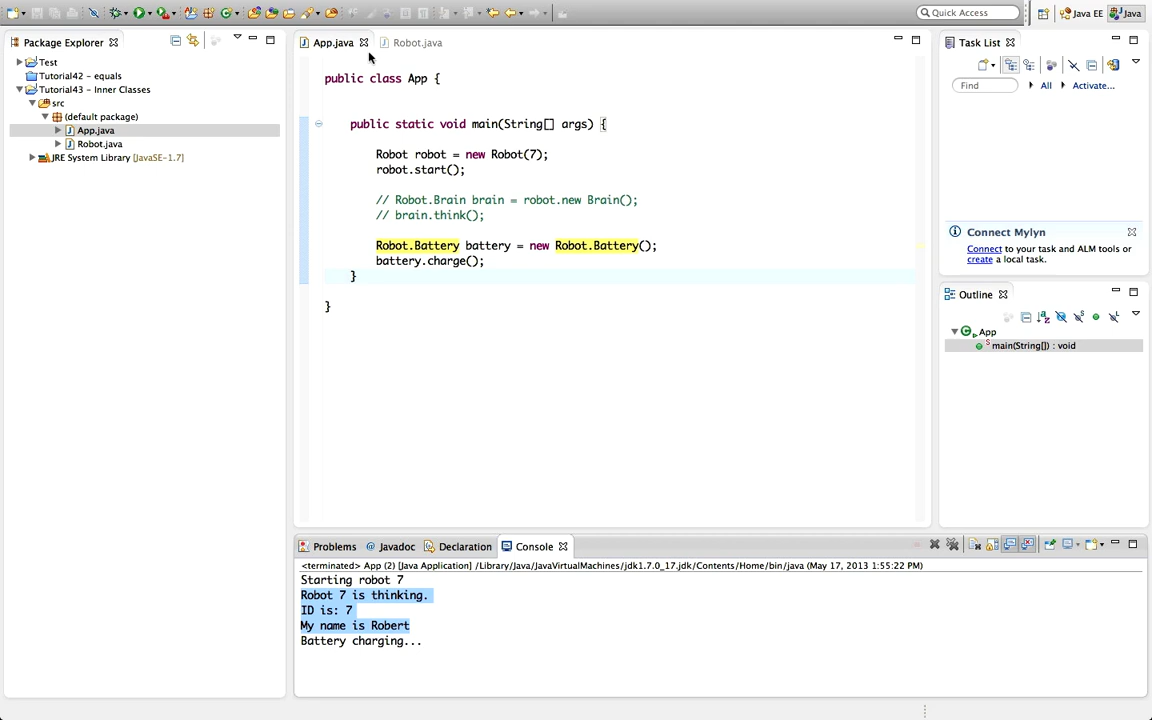 Quick Access
Java EE
Java
Package Explorer
App.java
Robot.java
Task List
Test
Tutorial42 - equals
Tutorial43 - Inner Classes
src
(default package)
App.java
Robot.java
JRE System Library [JavaSE-1.7]
public class App {
public static void main(String[] args) {
Robot robot = new Robot(7);
robot.start();
// Robot.Brain brain = robot.new Brain();
// brain.think();
Robot.Battery battery = new Robot.Battery();
battery.charge();
}
}
Find
All
Activate...
Connect Mylyn
Connect to your task and ALM tools or
create a local task.
Outline
App
main(String[]) : void
Problems
Javadoc
Declaration
Console
<terminated> App (2) [Java Application] /Library/Java/JavaVirtualMachines/jdk1.7.0_17.jdk/Contents/Home/bin/java (May 17, 2013 1:55:22 PM)
Starting robot 7
Robot 7 is thinking.
ID is: 7
My name is Robert
Battery charging...